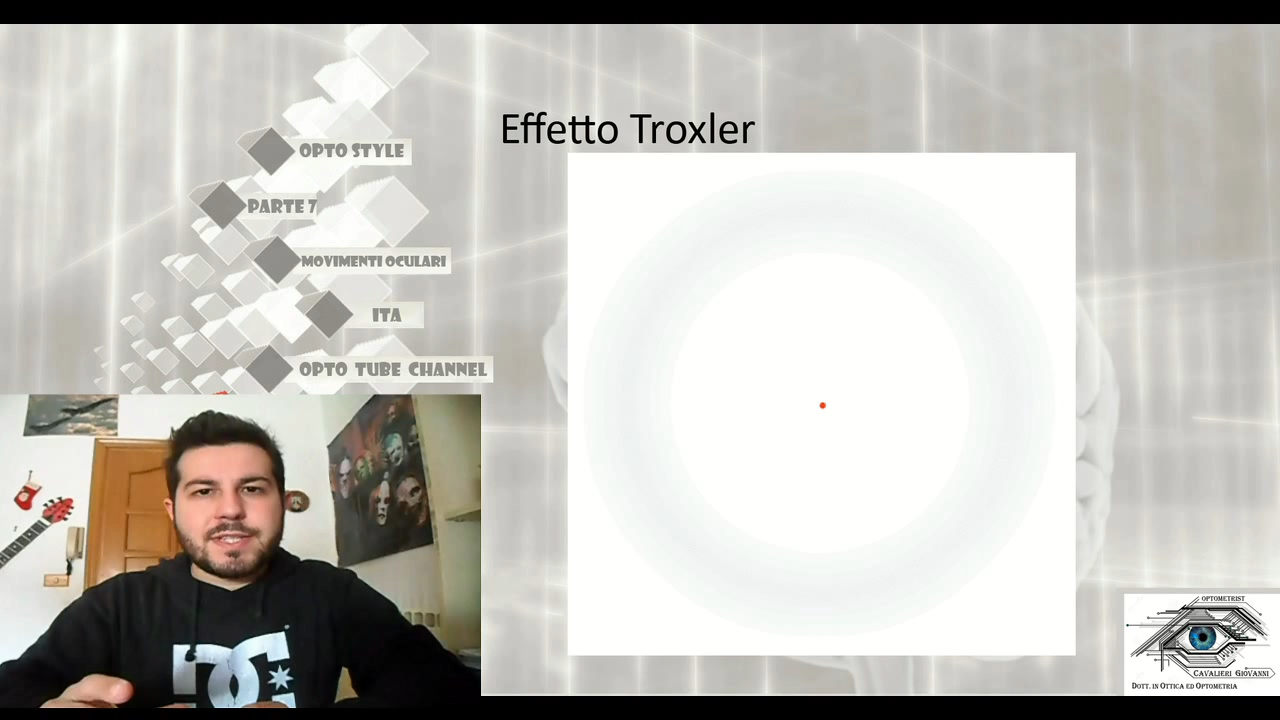 Effetto Troxler
OPTO STYLE
PARTE 7
MOVIMENTI OCULARI
ITA
OPTO TUBE CHANNEL
DC
OPTOMETRIST
CAVALIERI GIOVANNI
DOTT. IN OTTICA ED OPTOMETRIA